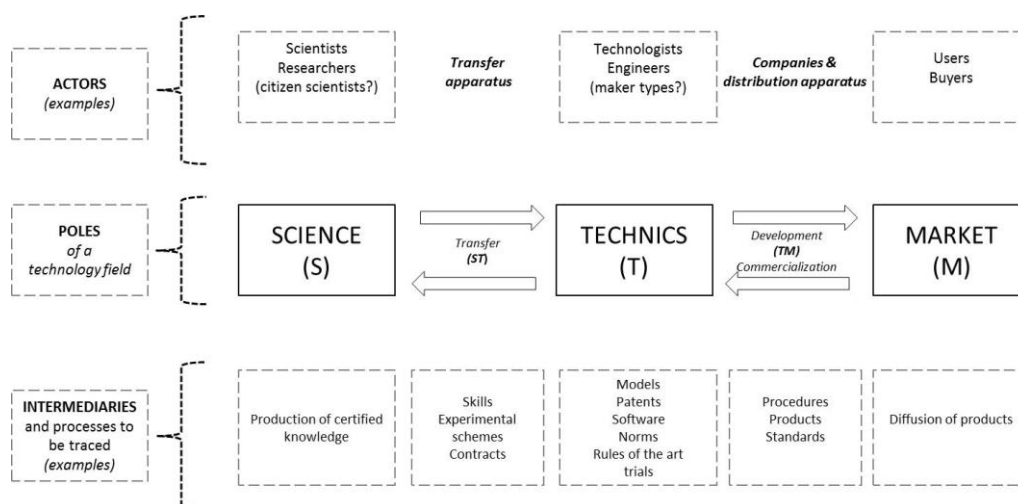 ACTORS
(examples)
Scientists
Researchers
(citizen scientists?)
Transfer
apparatus
Technologists
Engineers
(maker types?)
Companies &
distribution apparatus
Users
Buyers
POLES
of a
technology field
SCIENCE
(S)
Transfer
(ST)
TECHNICS
(T)
Development
(TM)
Commercialization
MARKET
(M)
INTERMEDIARIES
and processes to
be traced
(examples)
Production of certified
knowledge
Skills
Experimental
schemes
Contracts
Models
Patents
Software
Norms
Rules of the art
trials
Procedures
Products
Standards
Diffusion of products